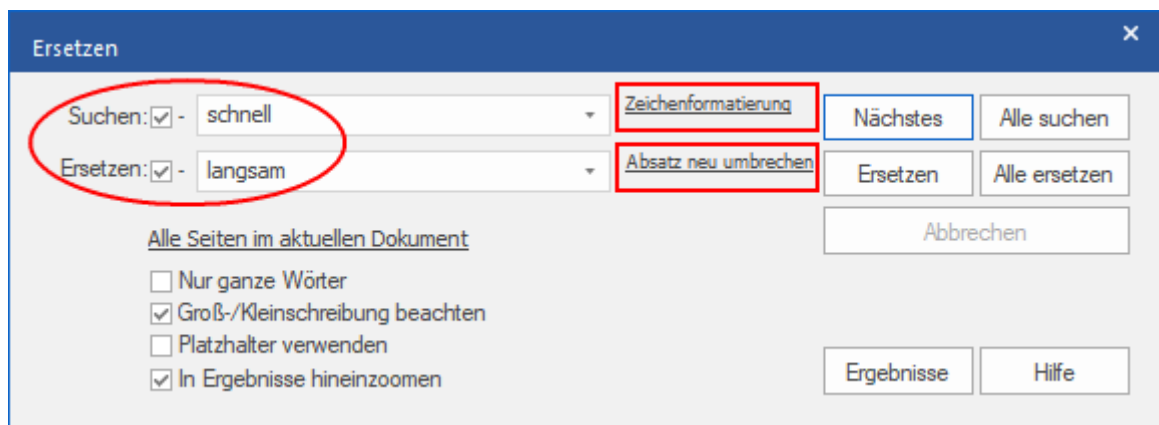 Ersetzen
Suchen: - schnell Zeichenformatierung Nächstes Alle suchen
Ersetzen: - langsam Absatz neu umbrechen Ersetzen Alle ersetzen
Alle Seiten im aktuellen Dokument Abbrechen
Nur ganze Wörter
Groß-/Kleinschreibung beachten
Platzhalter verwenden
In Ergebnisse hineinzoomen Ergebnisse Hilfe